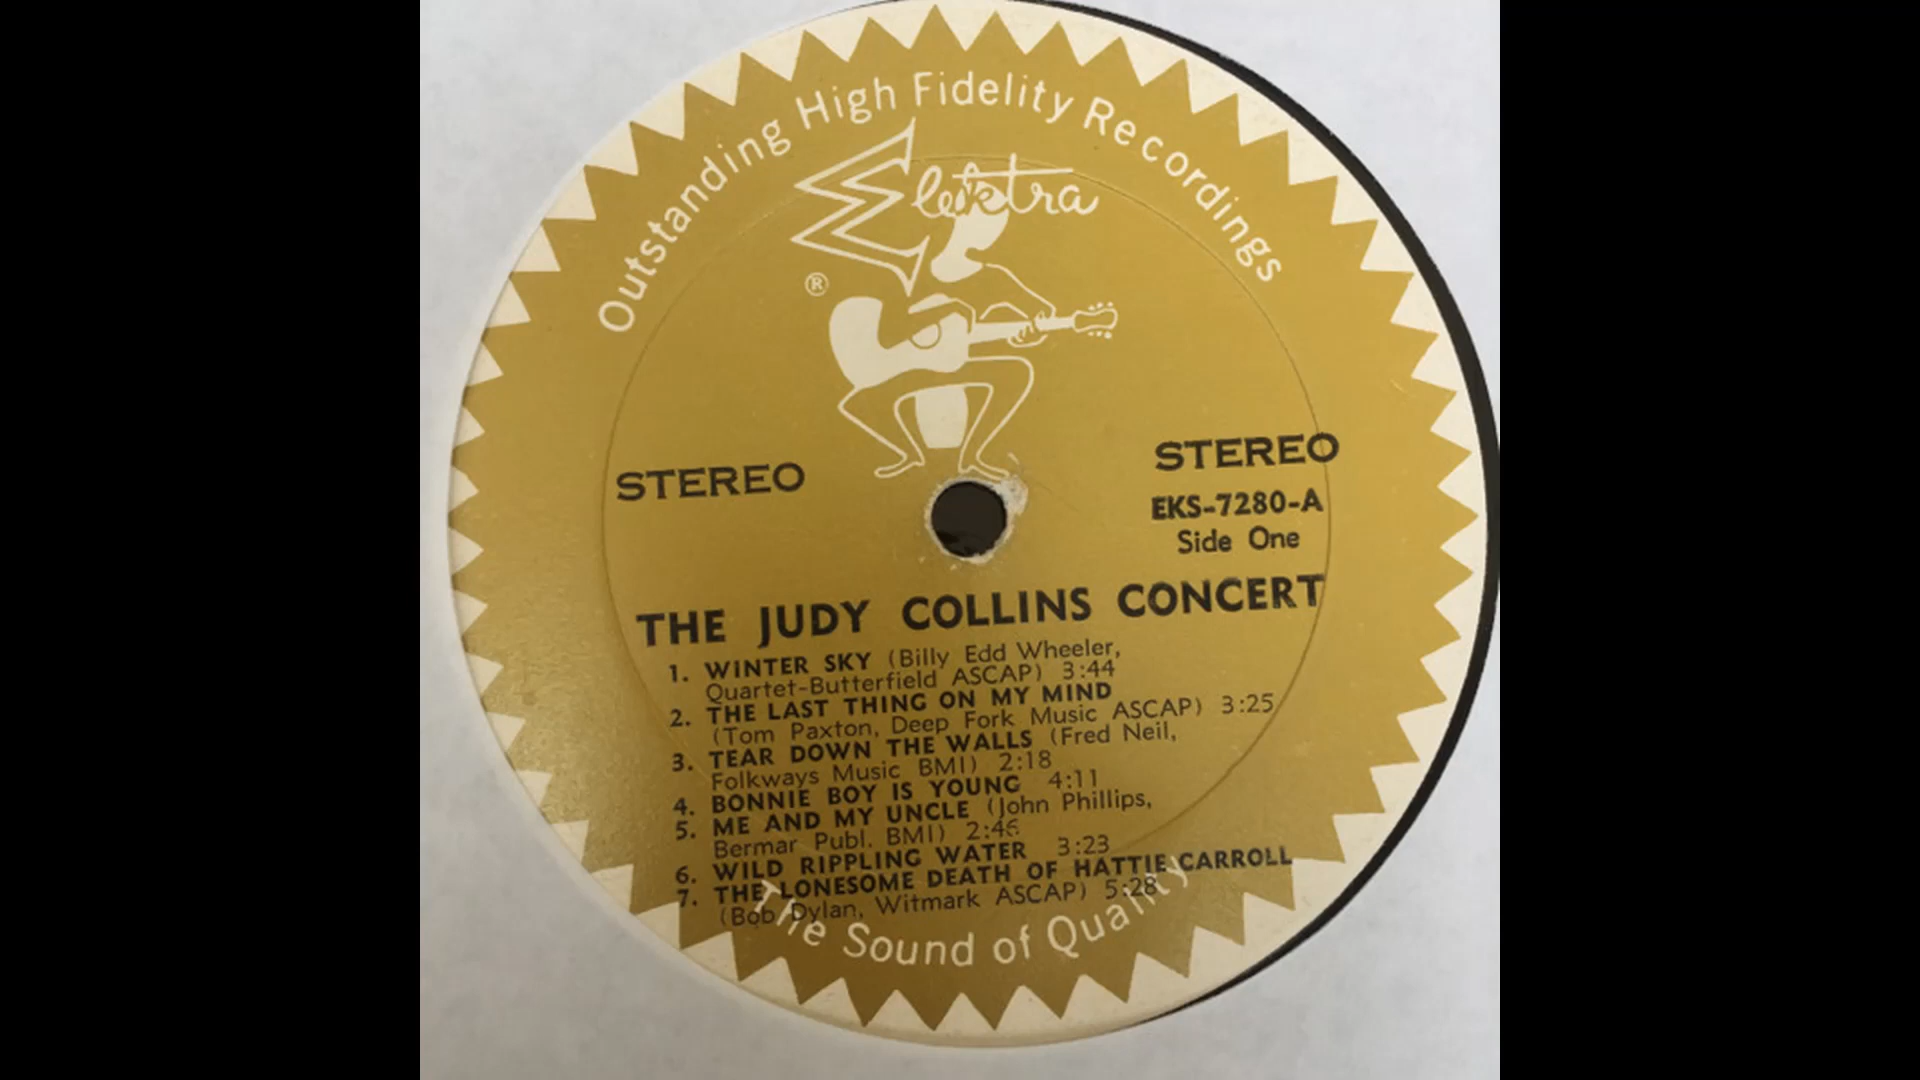 Outstanding High Fidelity Recordings
Elektra
®
STEREO
STEREO
EKS-7280-A
Side One
THE JUDY COLLINS CONCERT
1. WINTER SKY (Billy Edd Wheeler,
Quartet-Butterfield ASCAP) 3:44
2. THE LAST THING ON MY MIND
(Tom Paxton, Deep Fork Music ASCAP) 3:25
3. TEAR DOWN THE WALLS (Fred Neil,
Folkways Music BMI) 2:18
4. BONNIE BOY IS YOUNG 4:11
5. ME AND MY UNCLE (John Phillips,
Bermar Publ. BMI) 2:46
6. WILD RIPPLING WATER 3:23
7. THE LONESOME DEATH OF HATTIE CARROLL
(Bob Dylan, Witmark ASCAP) 5:28
The Sound of Quality